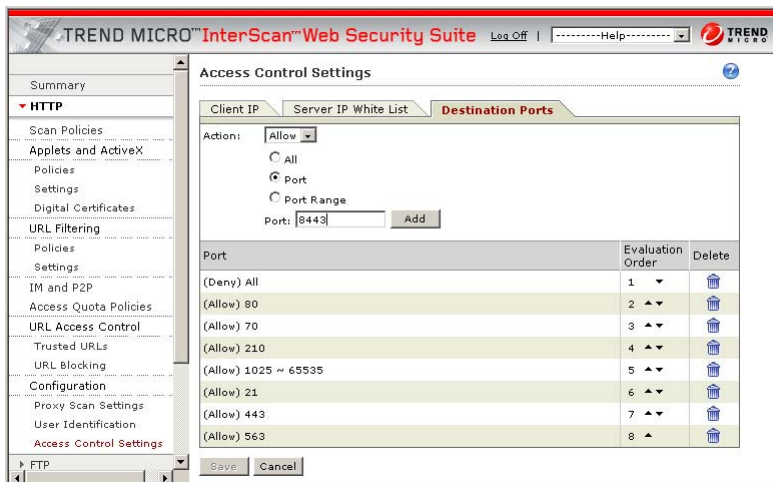 TREND MICRO™ InterScan™ Web Security Suite Log Off | ---------Help--------- TREND MICRO
Summary
HTTP
Scan Policies
Applets and ActiveX
Policies
Settings
Digital Certificates
URL Filtering
Policies
Settings
IM and P2P
Access Quota Policies
URL Access Control
Trusted URLs
URL Blocking
Configuration
Proxy Scan Settings
User Identification
Access Control Settings
FTP
Access Control Settings
Client IP Server IP White List Destination Ports
Action: Allow
All
Port
Port Range
Port: 8443 Add
Port Evaluation Order Delete
(Deny) All 1
(Allow) 80 2
(Allow) 70 3
(Allow) 210 4
(Allow) 1025 ~ 65535 5
(Allow) 21 6
(Allow) 443 7
(Allow) 563 8
Save Cancel